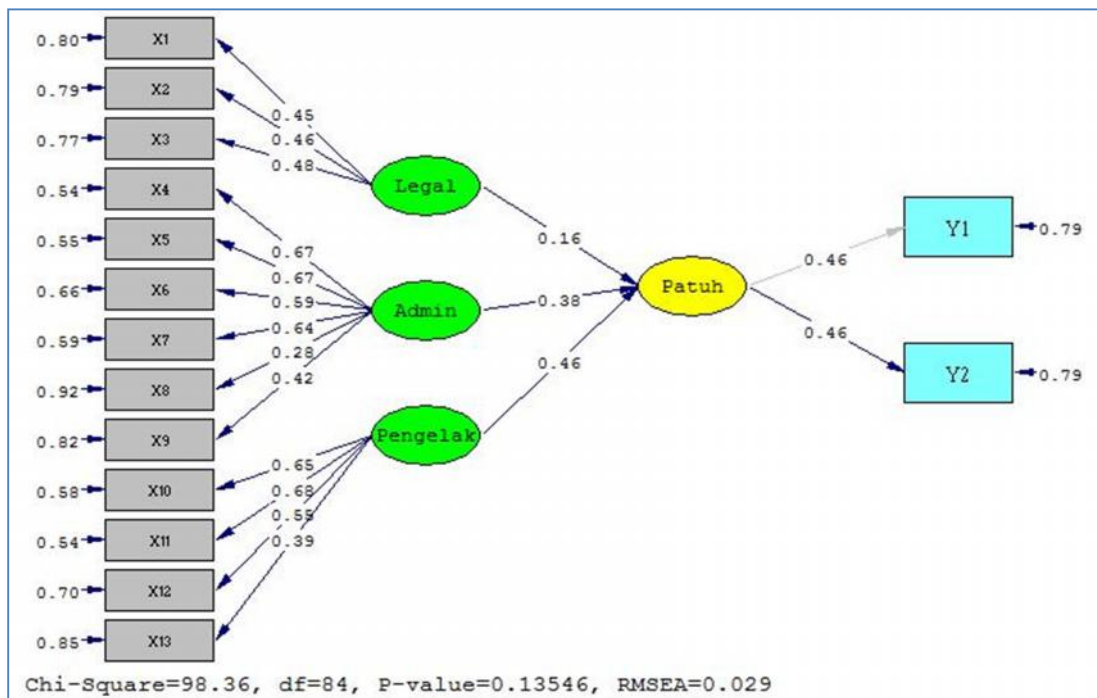 0.80 X1
0.79 X2
0.77 X3
0.54 X4
0.55 X5
0.66 X6
0.59 X7
0.92 X8
0.82 X9
0.58 X10
0.54 X11
0.70 X12
0.85 X13
0.45
0.46
0.48
Legal
0.67
0.67
0.59
0.64
0.28
0.42
Admin
Pengelak
0.65
0.68
0.55
0.39
0.16
0.38
0.46
Patuh
0.46
0.46
Y1 0.79
Y2 0.79
Chi-Square=98.36, df=84, P-value=0.13546, RMSEA=0.029